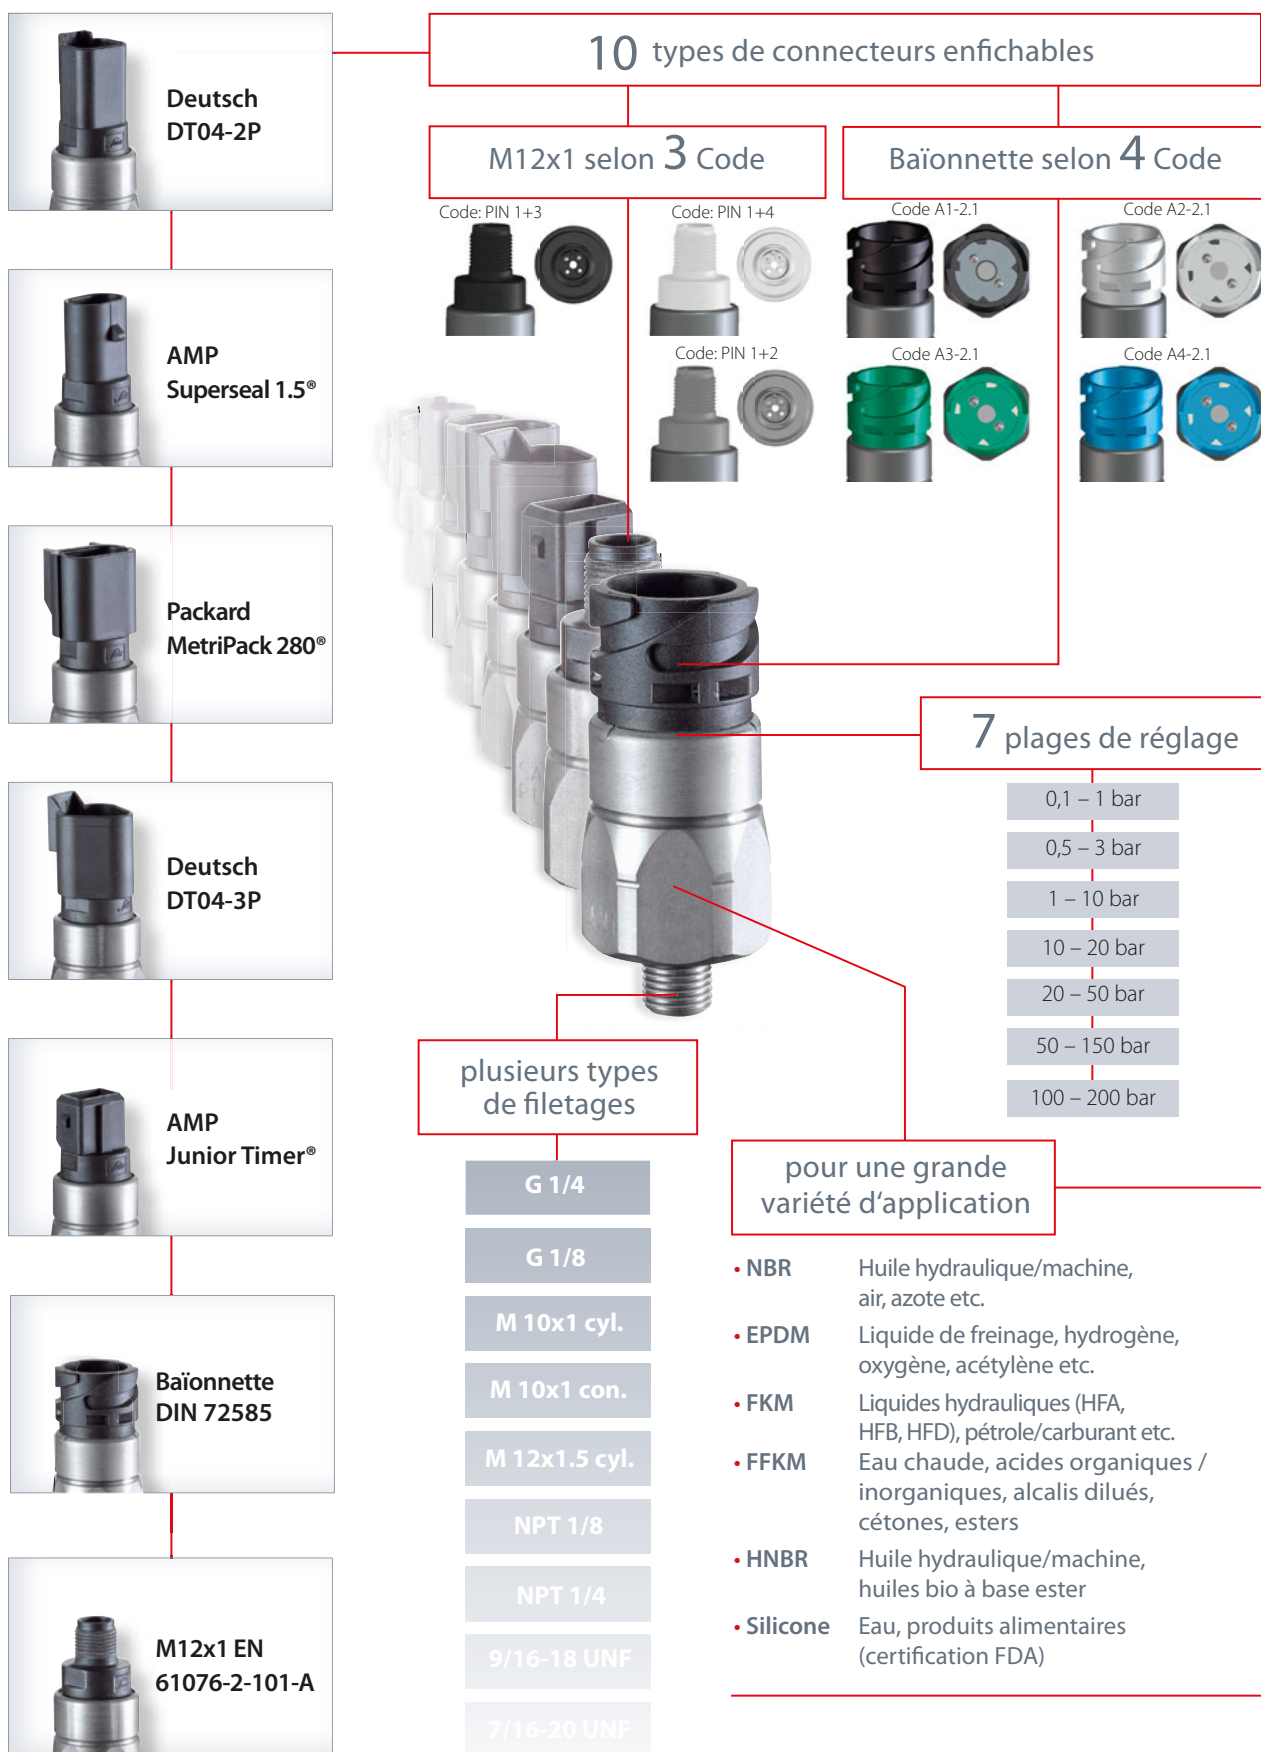 Deutsch
DT04-2P
AMP
Superseal 1.5®
Packard
MetriPack 280®
Deutsch
DT04-3P
AMP
Junior Timer®
Baïonnette
DIN 72585
M12x1 EN
61076-2-101-A
10 types de connecteurs enfichables
M12x1 selon 3 Code
Baïonnette selon 4 Code
Code: PIN 1+3
Code: PIN 1+4
Code A1-2.1
Code A2-2.1
Code: PIN 1+2
Code A3-2.1
Code A4-2.1
7 plages de réglage
0,1 – 1 bar
0,5 – 3 bar
1 – 10 bar
10 – 20 bar
20 – 50 bar
50 – 150 bar
100 – 200 bar
plusieurs types
de filetages
G 1/4
G 1/8
M 10x1 cyl.
M 10x1 con.
M 12x1.5 cyl.
NPT 1/8
NPT 1/4
9/16-18 UNF
7/16-20 UNF
pour une grande
variété d‘application
• NBR Huile hydraulique/machine,
air, azote etc.
• EPDM Liquide de freinage, hydrogène,
oxygène, acétylène etc.
• FKM Liquides hydrauliques (HFA,
HFB, HFD), pétrole/carburant etc.
• FFKM Eau chaude, acides organiques /
inorganiques, alcalis dilués,
cétones, esters
• HNBR Huile hydraulique/machine,
huiles bio à base ester
• Silicone Eau, produits alimentaires
(certification FDA)